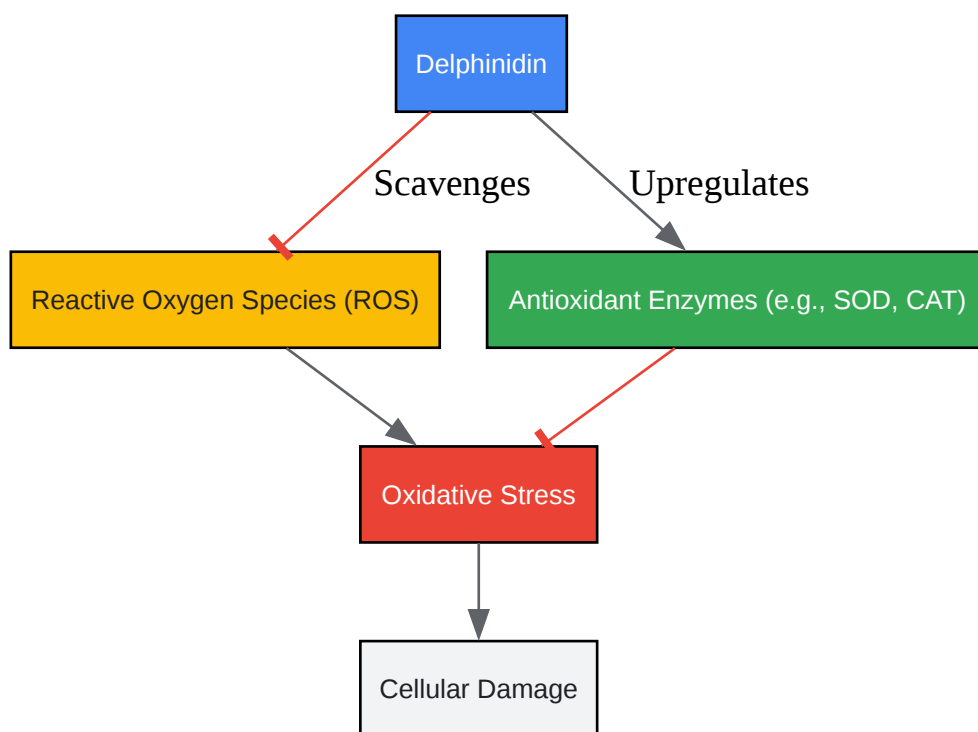 Delphinidin
Scavenges
Upregulates
Reactive Oxygen Species (ROS)
Antioxidant Enzymes (e.g., SOD, CAT)
Oxidative Stress
Cellular Damage